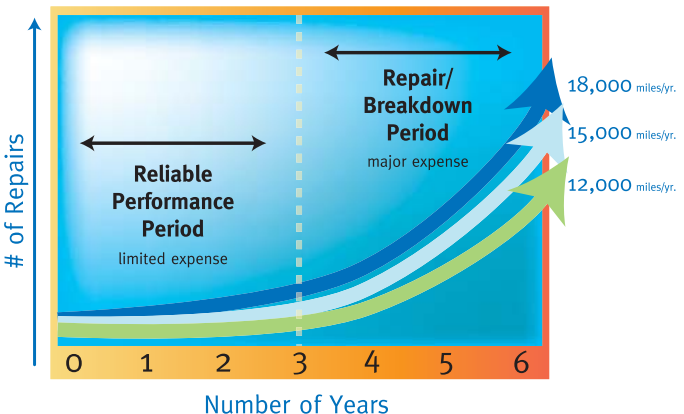 # of Repairs
Reliable
Performance
Period
limited expense
Repair/
Breakdown
Period
major expense
18,000 miles/yr.
15,000 miles/yr.
12,000 miles/yr.
0 1 2 3 4 5 6
Number of Years